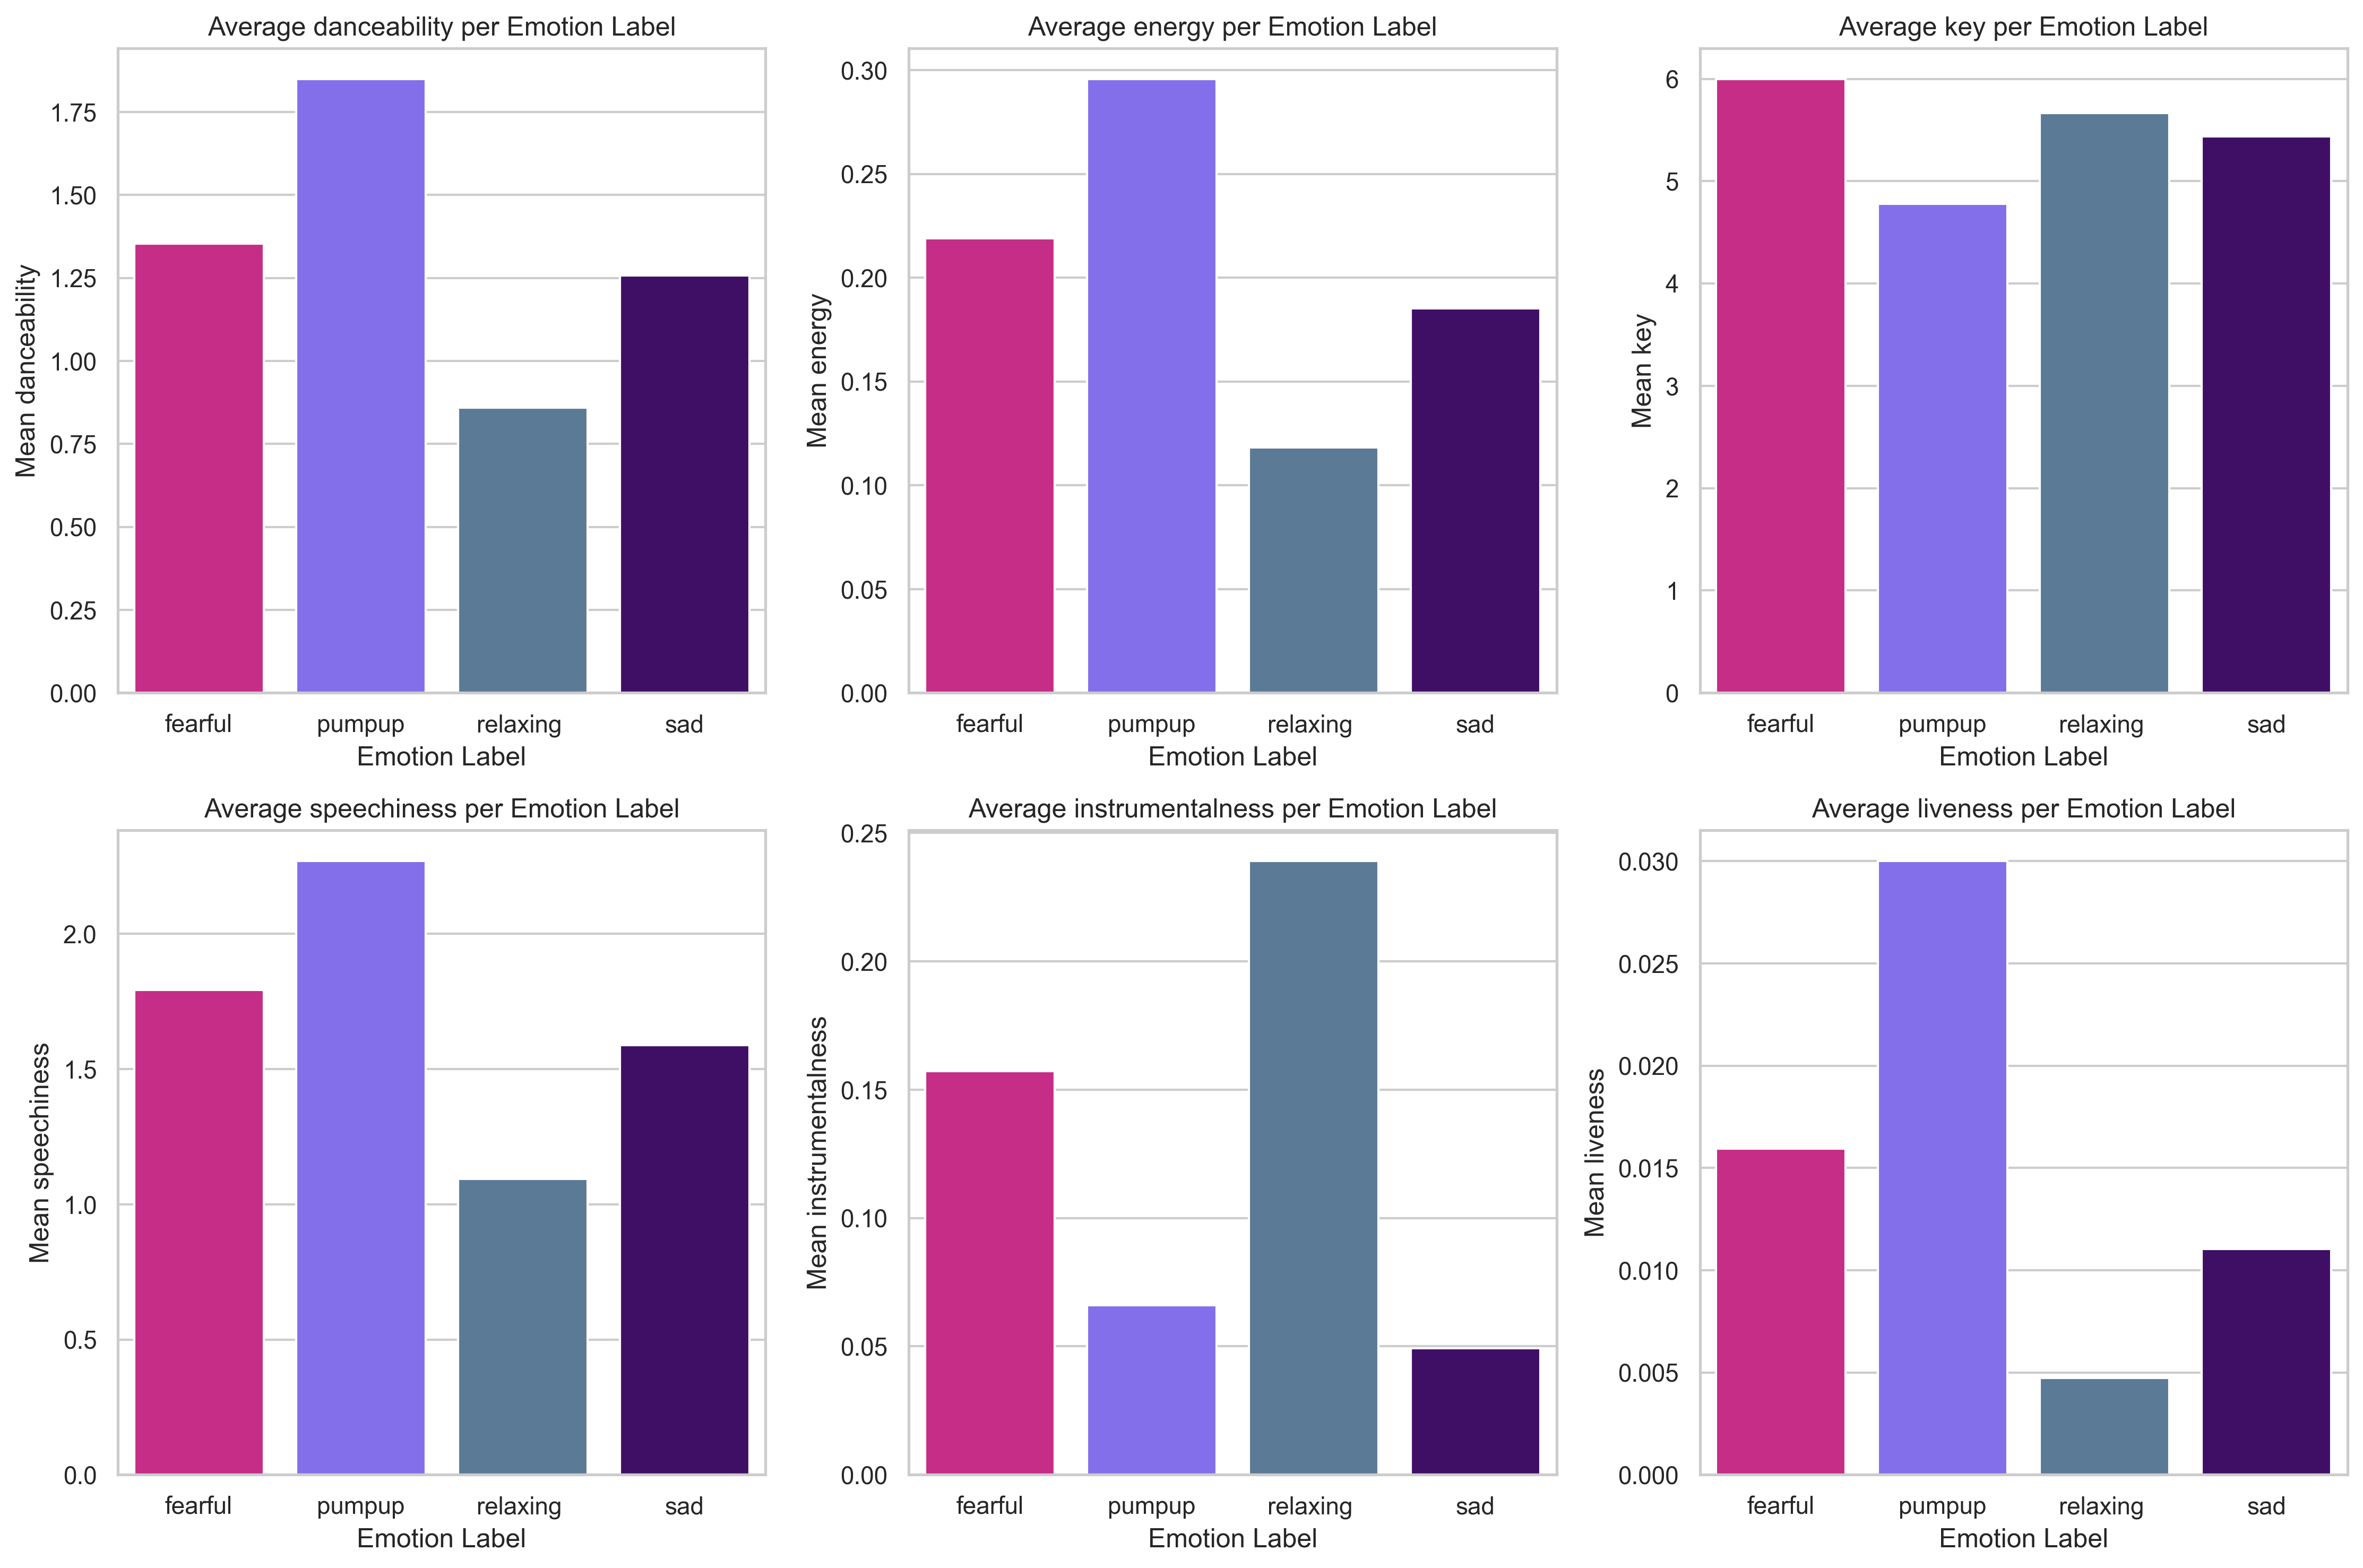 Average danceability per Emotion Label
Mean danceability
1.75
1.50
1.25
1.00
0.75
0.50
0.25
0.00
fearful pumpup relaxing sad
Emotion Label
Average energy per Emotion Label
Mean energy
0.30
0.25
0.20
0.15
0.10
0.05
0.00
fearful pumpup relaxing sad
Emotion Label
Average key per Emotion Label
Mean key
6
5
4
3
2
1
0
fearful pumpup relaxing sad
Emotion Label
Average speechiness per Emotion Label
Mean speechiness
2.0
1.5
1.0
0.5
0.0
fearful pumpup relaxing sad
Emotion Label
Average instrumentalness per Emotion Label
Mean instrumentalness
0.25
0.20
0.15
0.10
0.05
0.00
fearful pumpup relaxing sad
Emotion Label
Average liveness per Emotion Label
Mean liveness
0.030
0.025
0.020
0.015
0.010
0.005
0.000
fearful pumpup relaxing sad
Emotion Label